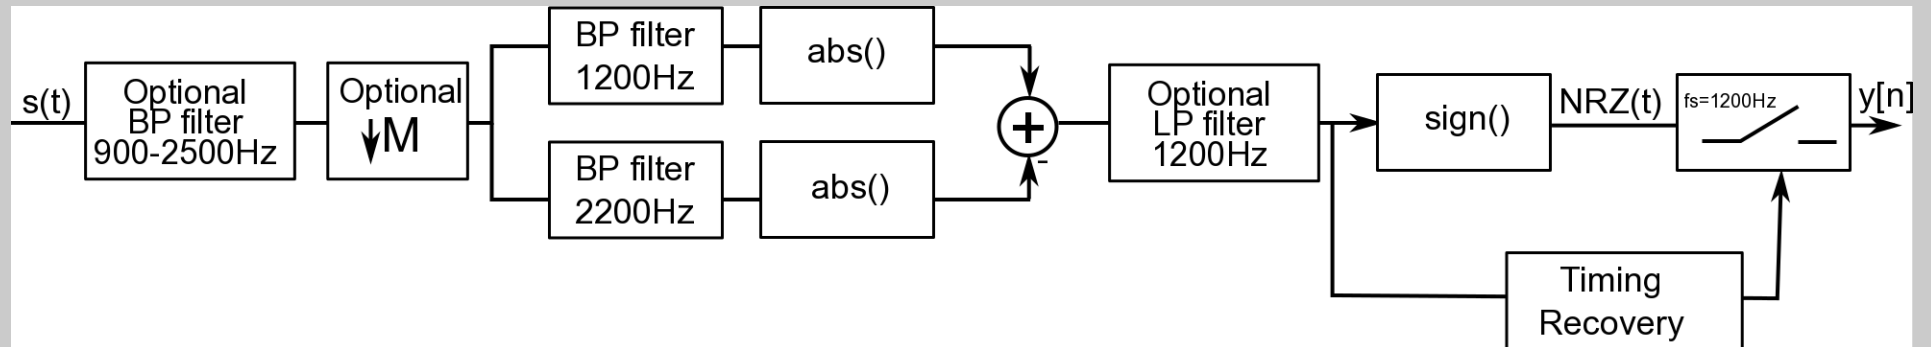 s(t)
Optional
BP filter
900-2500Hz
Optional
↓M
BP filter
1200Hz
abs()
BP filter
2200Hz
abs()
+
-
Optional
LP filter
1200Hz
sign()
NRZ(t)
fs=1200Hz
y[n]
Timing
Recovery